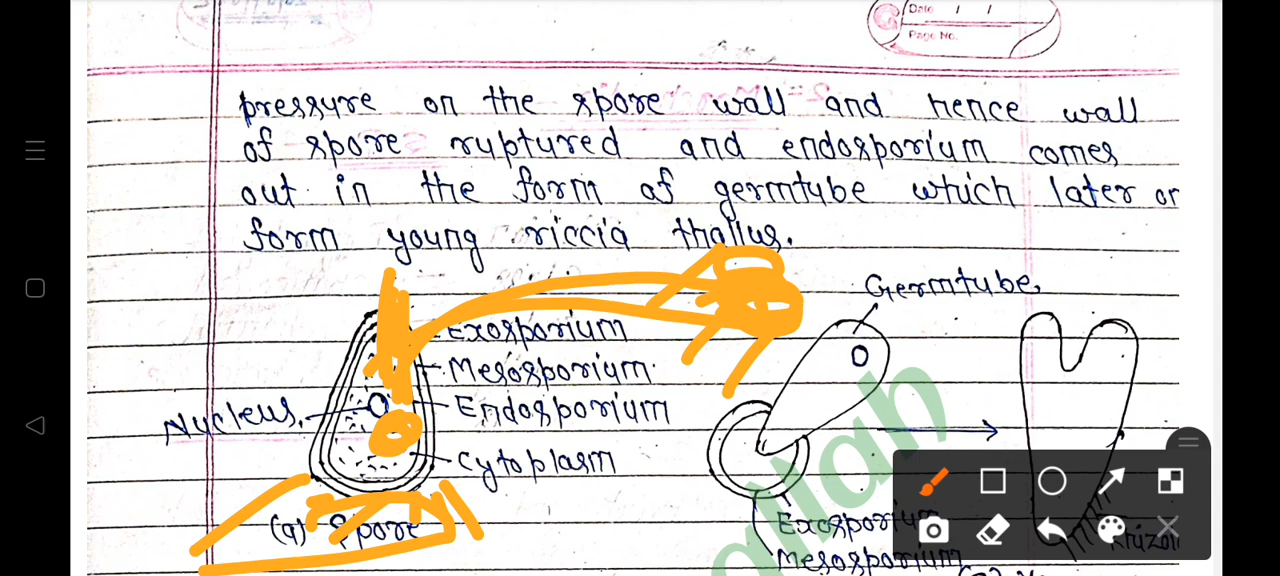 Date / /
Page No.
pressure on the spore wall and hence wall
of spore ruptured and endosporium comes
out in the form of germtube which later on
form young riccia thallus.
Germtube.
Exosporium
Mesosporium.
Nucleus. Endosporium
Cytoplasm
(a) Spore
Exosporium
Mesosporium